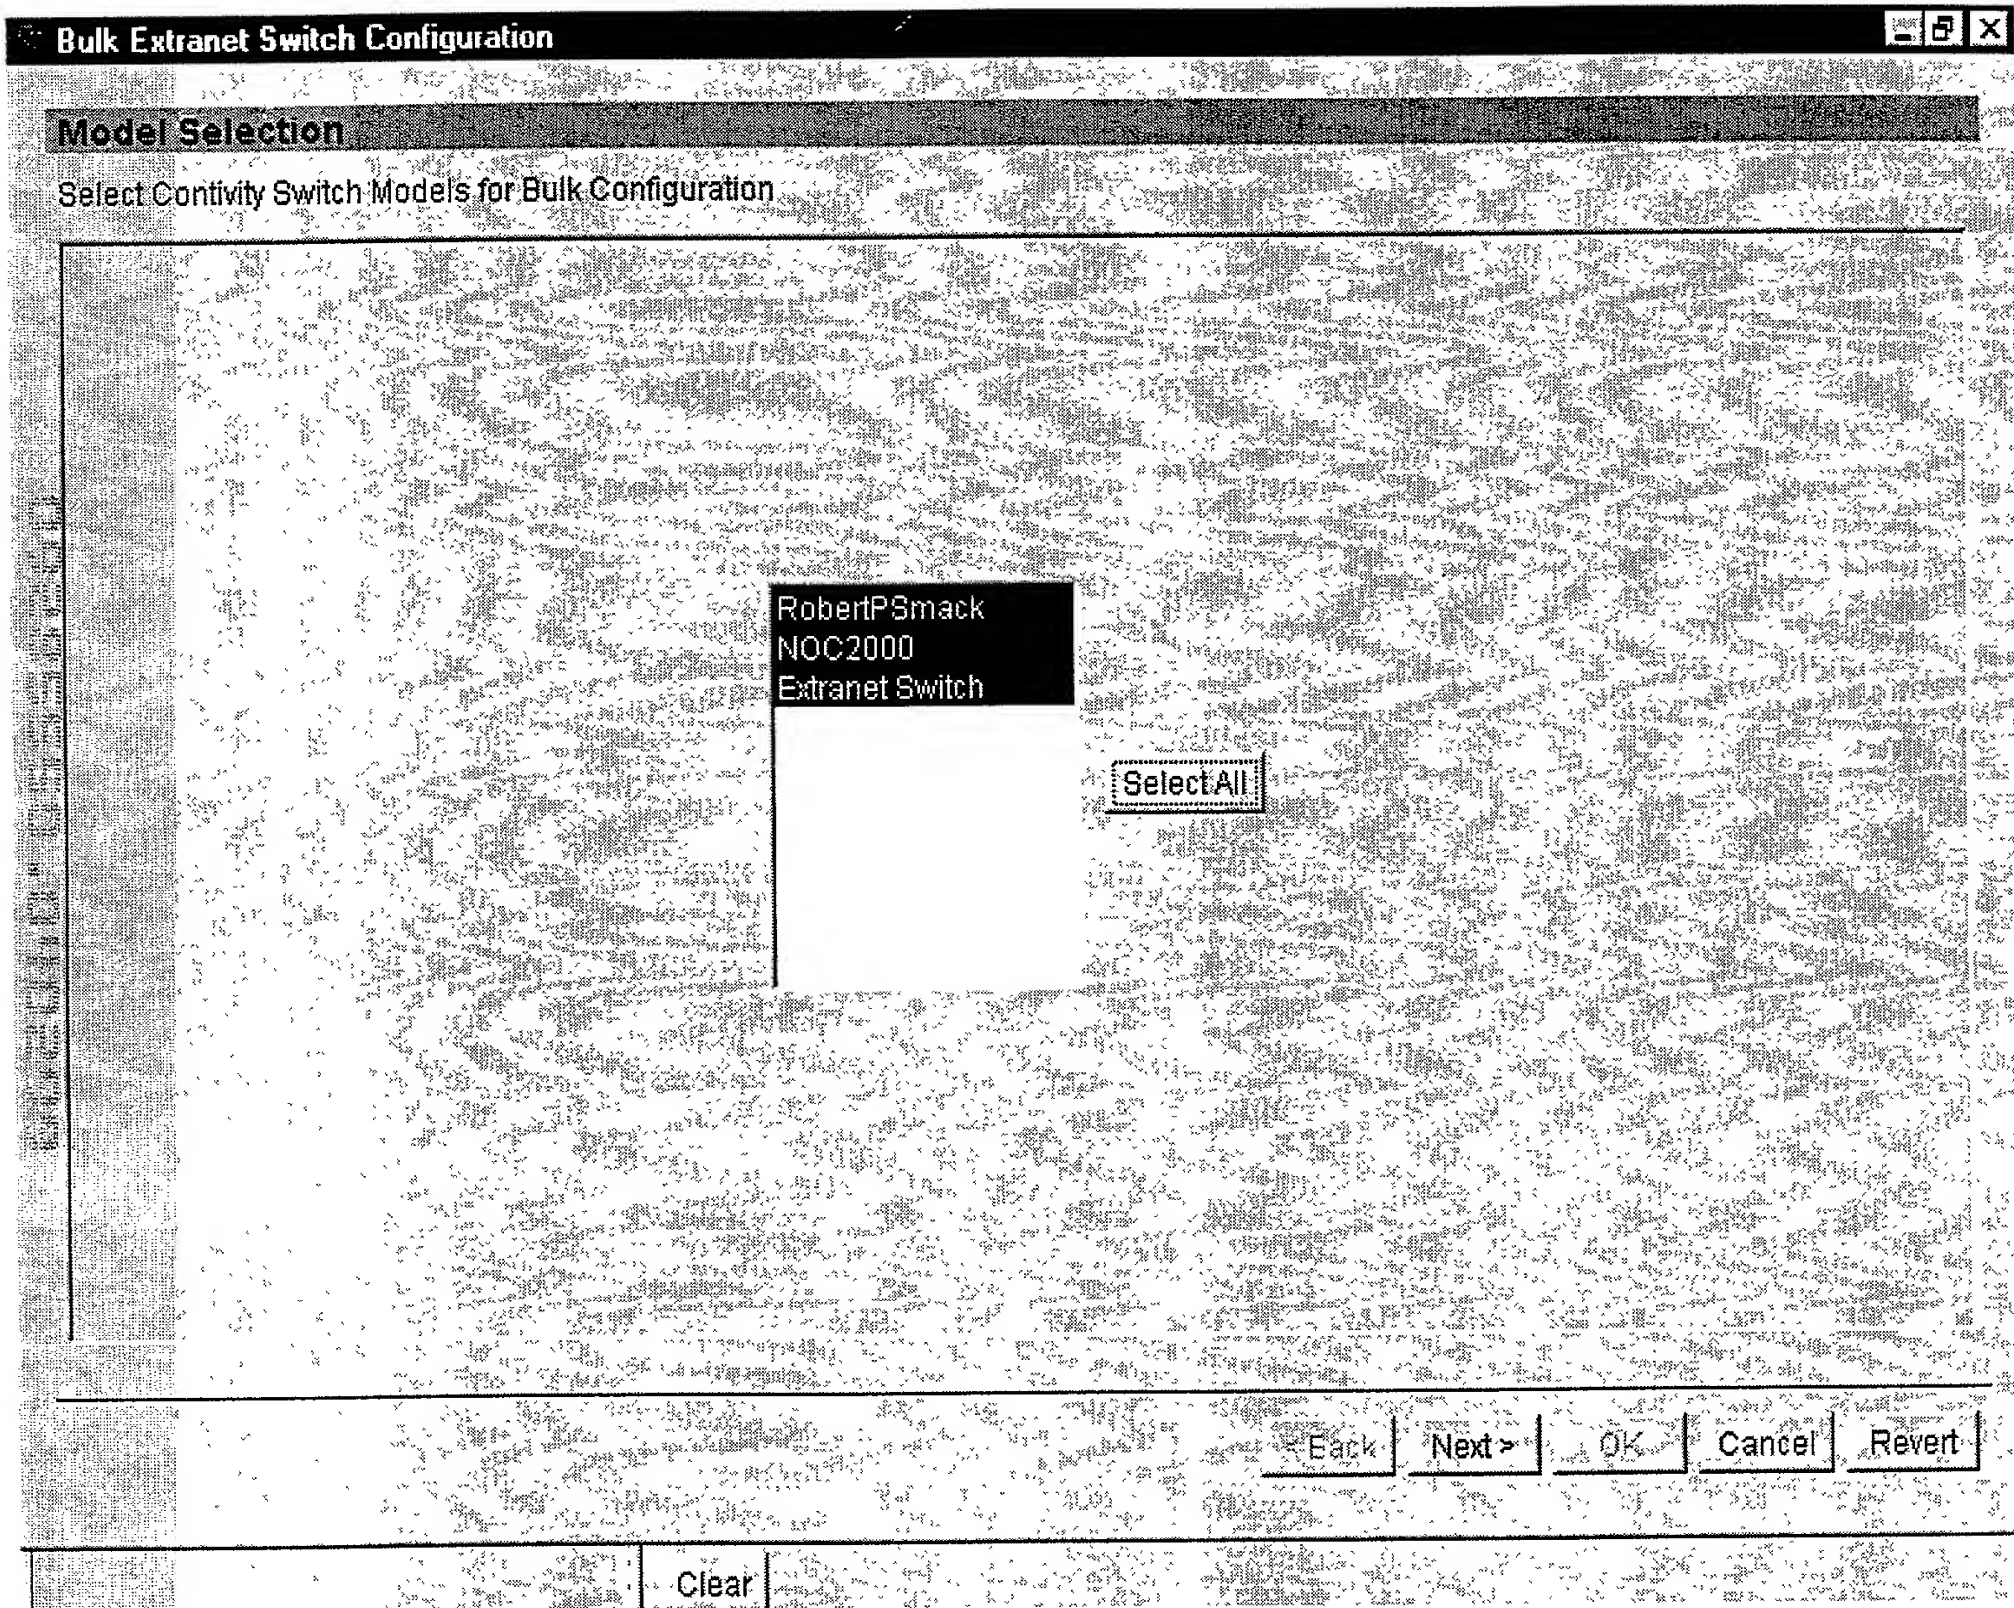 Bulk Extranet Switch Configuration
Model Selection
Select Contivity Switch Models for Bulk Configuration
RobertPSmack
NOC2000
Extranet Switch
Select All
< Back Next > OK Cancel Revert
Clear